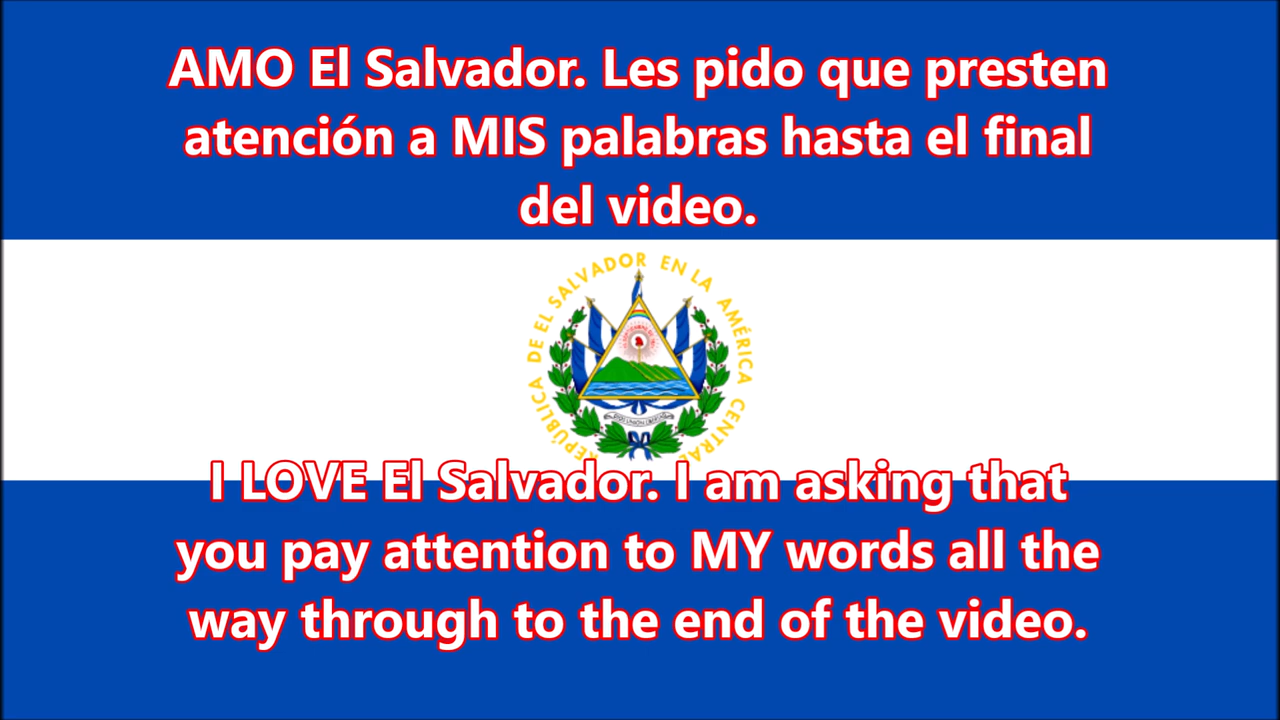 AMO El Salvador. Les pido que presten
atención a MIS palabras hasta el final
del video.
REPÚBLICA DE EL SALVADOR EN LA AMÉRICA CENTRAL
I LOVE El Salvador. I am asking that
you pay attention to MY words all the
way through to the end of the video.